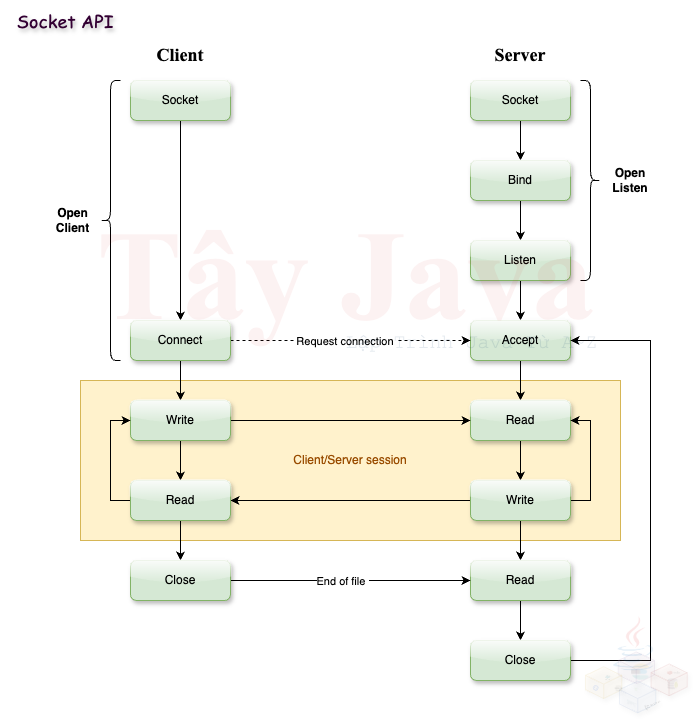 Socket API
Client
Server
Socket
Socket
Open
Listen
Bind
Open
Client
Listen
Tây Java
Connect
Request connection
Accept
Write
Read
Client/Server session
Read
Write
Close
End of file
Read
Close